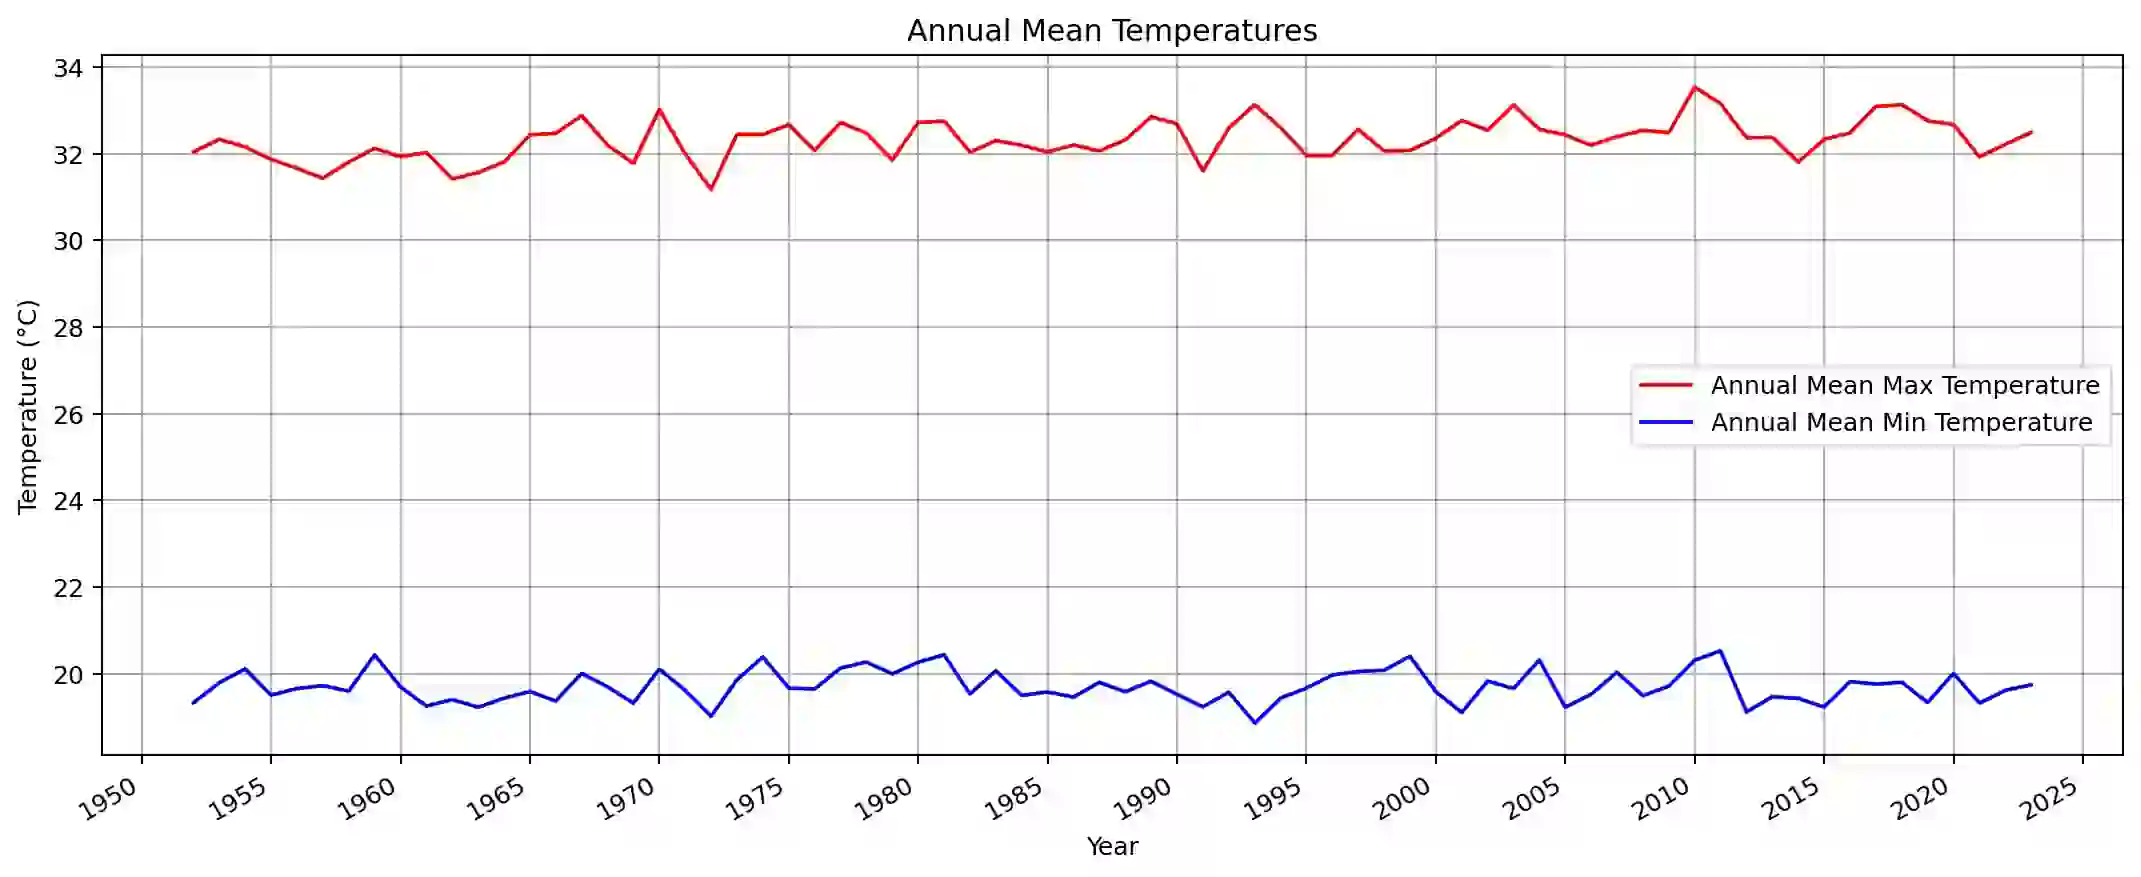 Annual Mean Temperatures
34
32
30
28
26
24
22
20
Temperature (°C)
Annual Mean Max Temperature
Annual Mean Min Temperature
1950 1955 1960 1965 1970 1975 1980 1985 1990 1995 2000 2005 2010 2015 2020 2025
Year